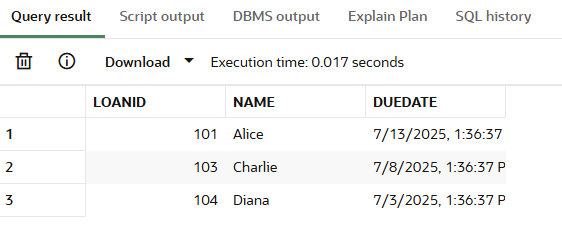 Query result Script output DBMS output Explain Plan SQL history
Download Execution time: 0.017 seconds
LOANID NAME DUEDATE
1 101 Alice 7/13/2025, 1:36:37
2 103 Charlie 7/8/2025, 1:36:37 P
3 104 Diana 7/3/2025, 1:36:37 P